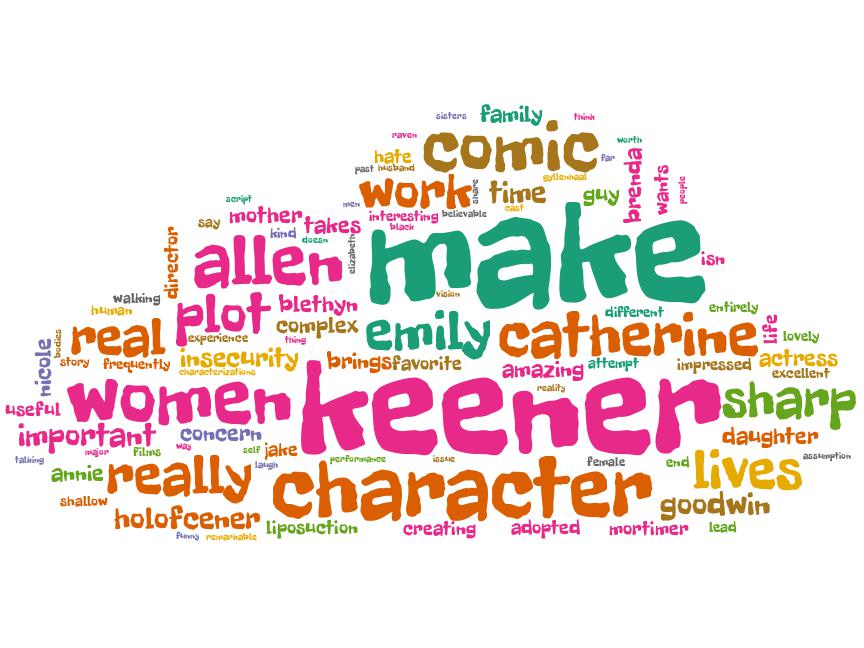 sisters family think
raven comic worth
hate far
past husband gyllenhaal
work share time guy brenda wants people
script men cast
say mother takes interesting believable
kind black
director doesn elizabeth make isn
allen
walking plot blethyn vision
human complex emily catherine different entirely life
real experience thing lovely
nicole bodies story frequently insecurity brings favorite amazing attempt impressed actress
characterizations excellent
useful women keener reality sharp
important concern daughter
major films way self jake
talking laugh performance issue female end assumption
annie really character lives
shallow goodwin
holofcener liposuction creating adopted mortimer lead
funny remarkable